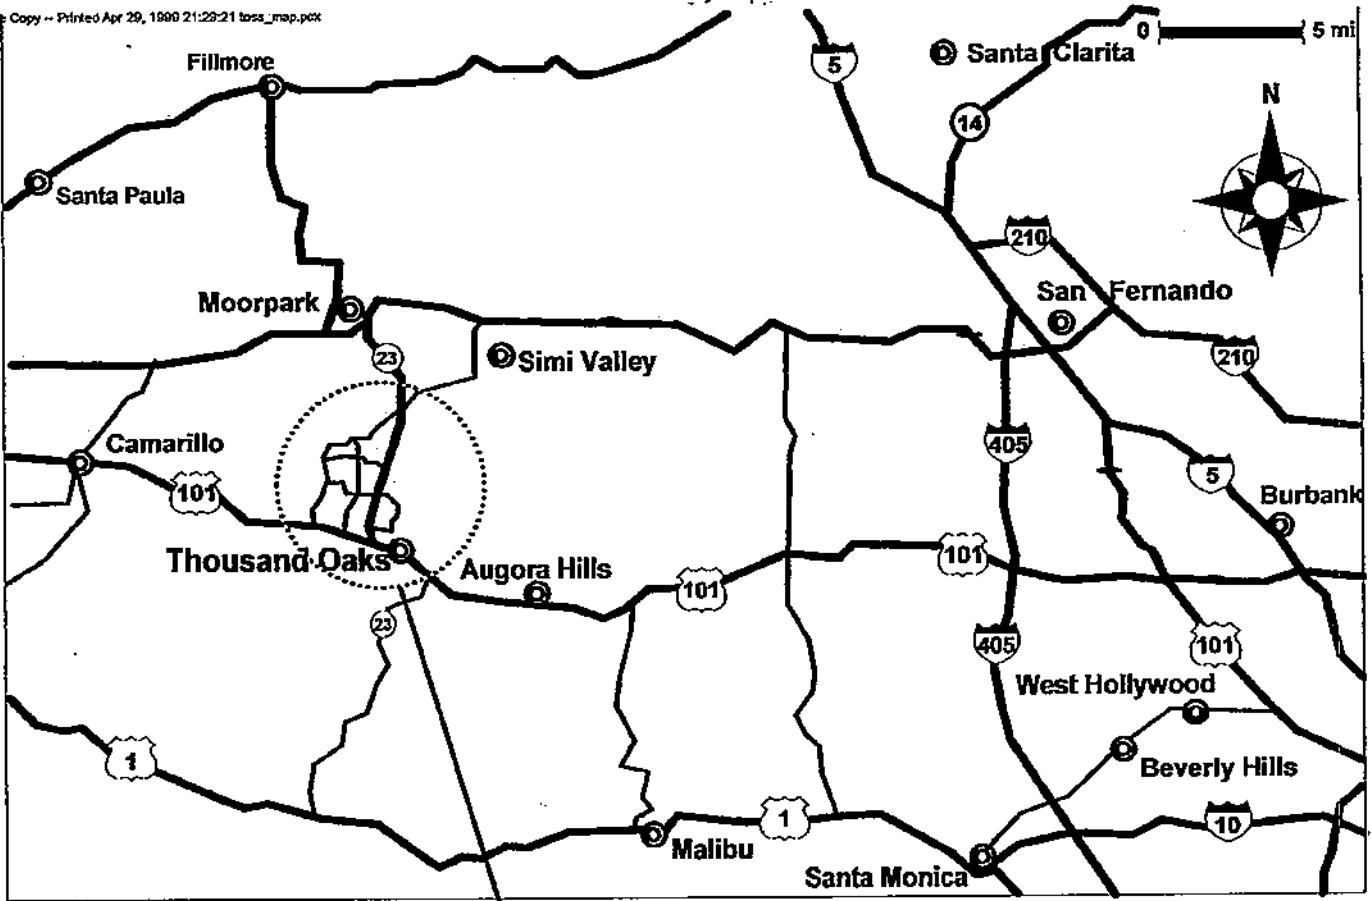 Copy -- Printed Apr 29, 1999 21:29:21 toss_map.pcx
0 5 mi
Fillmore
5
Santa Clarita
N
14
Santa Paula
210
San Fernando
Moorpark
23
Simi Valley
210
Camarillo
405
101
5
Burbank
Thousand Oaks
Augora Hills
101
101
23
405
101
West Hollywood
1
Beverly Hills
1
10
Malibu
Santa Monica